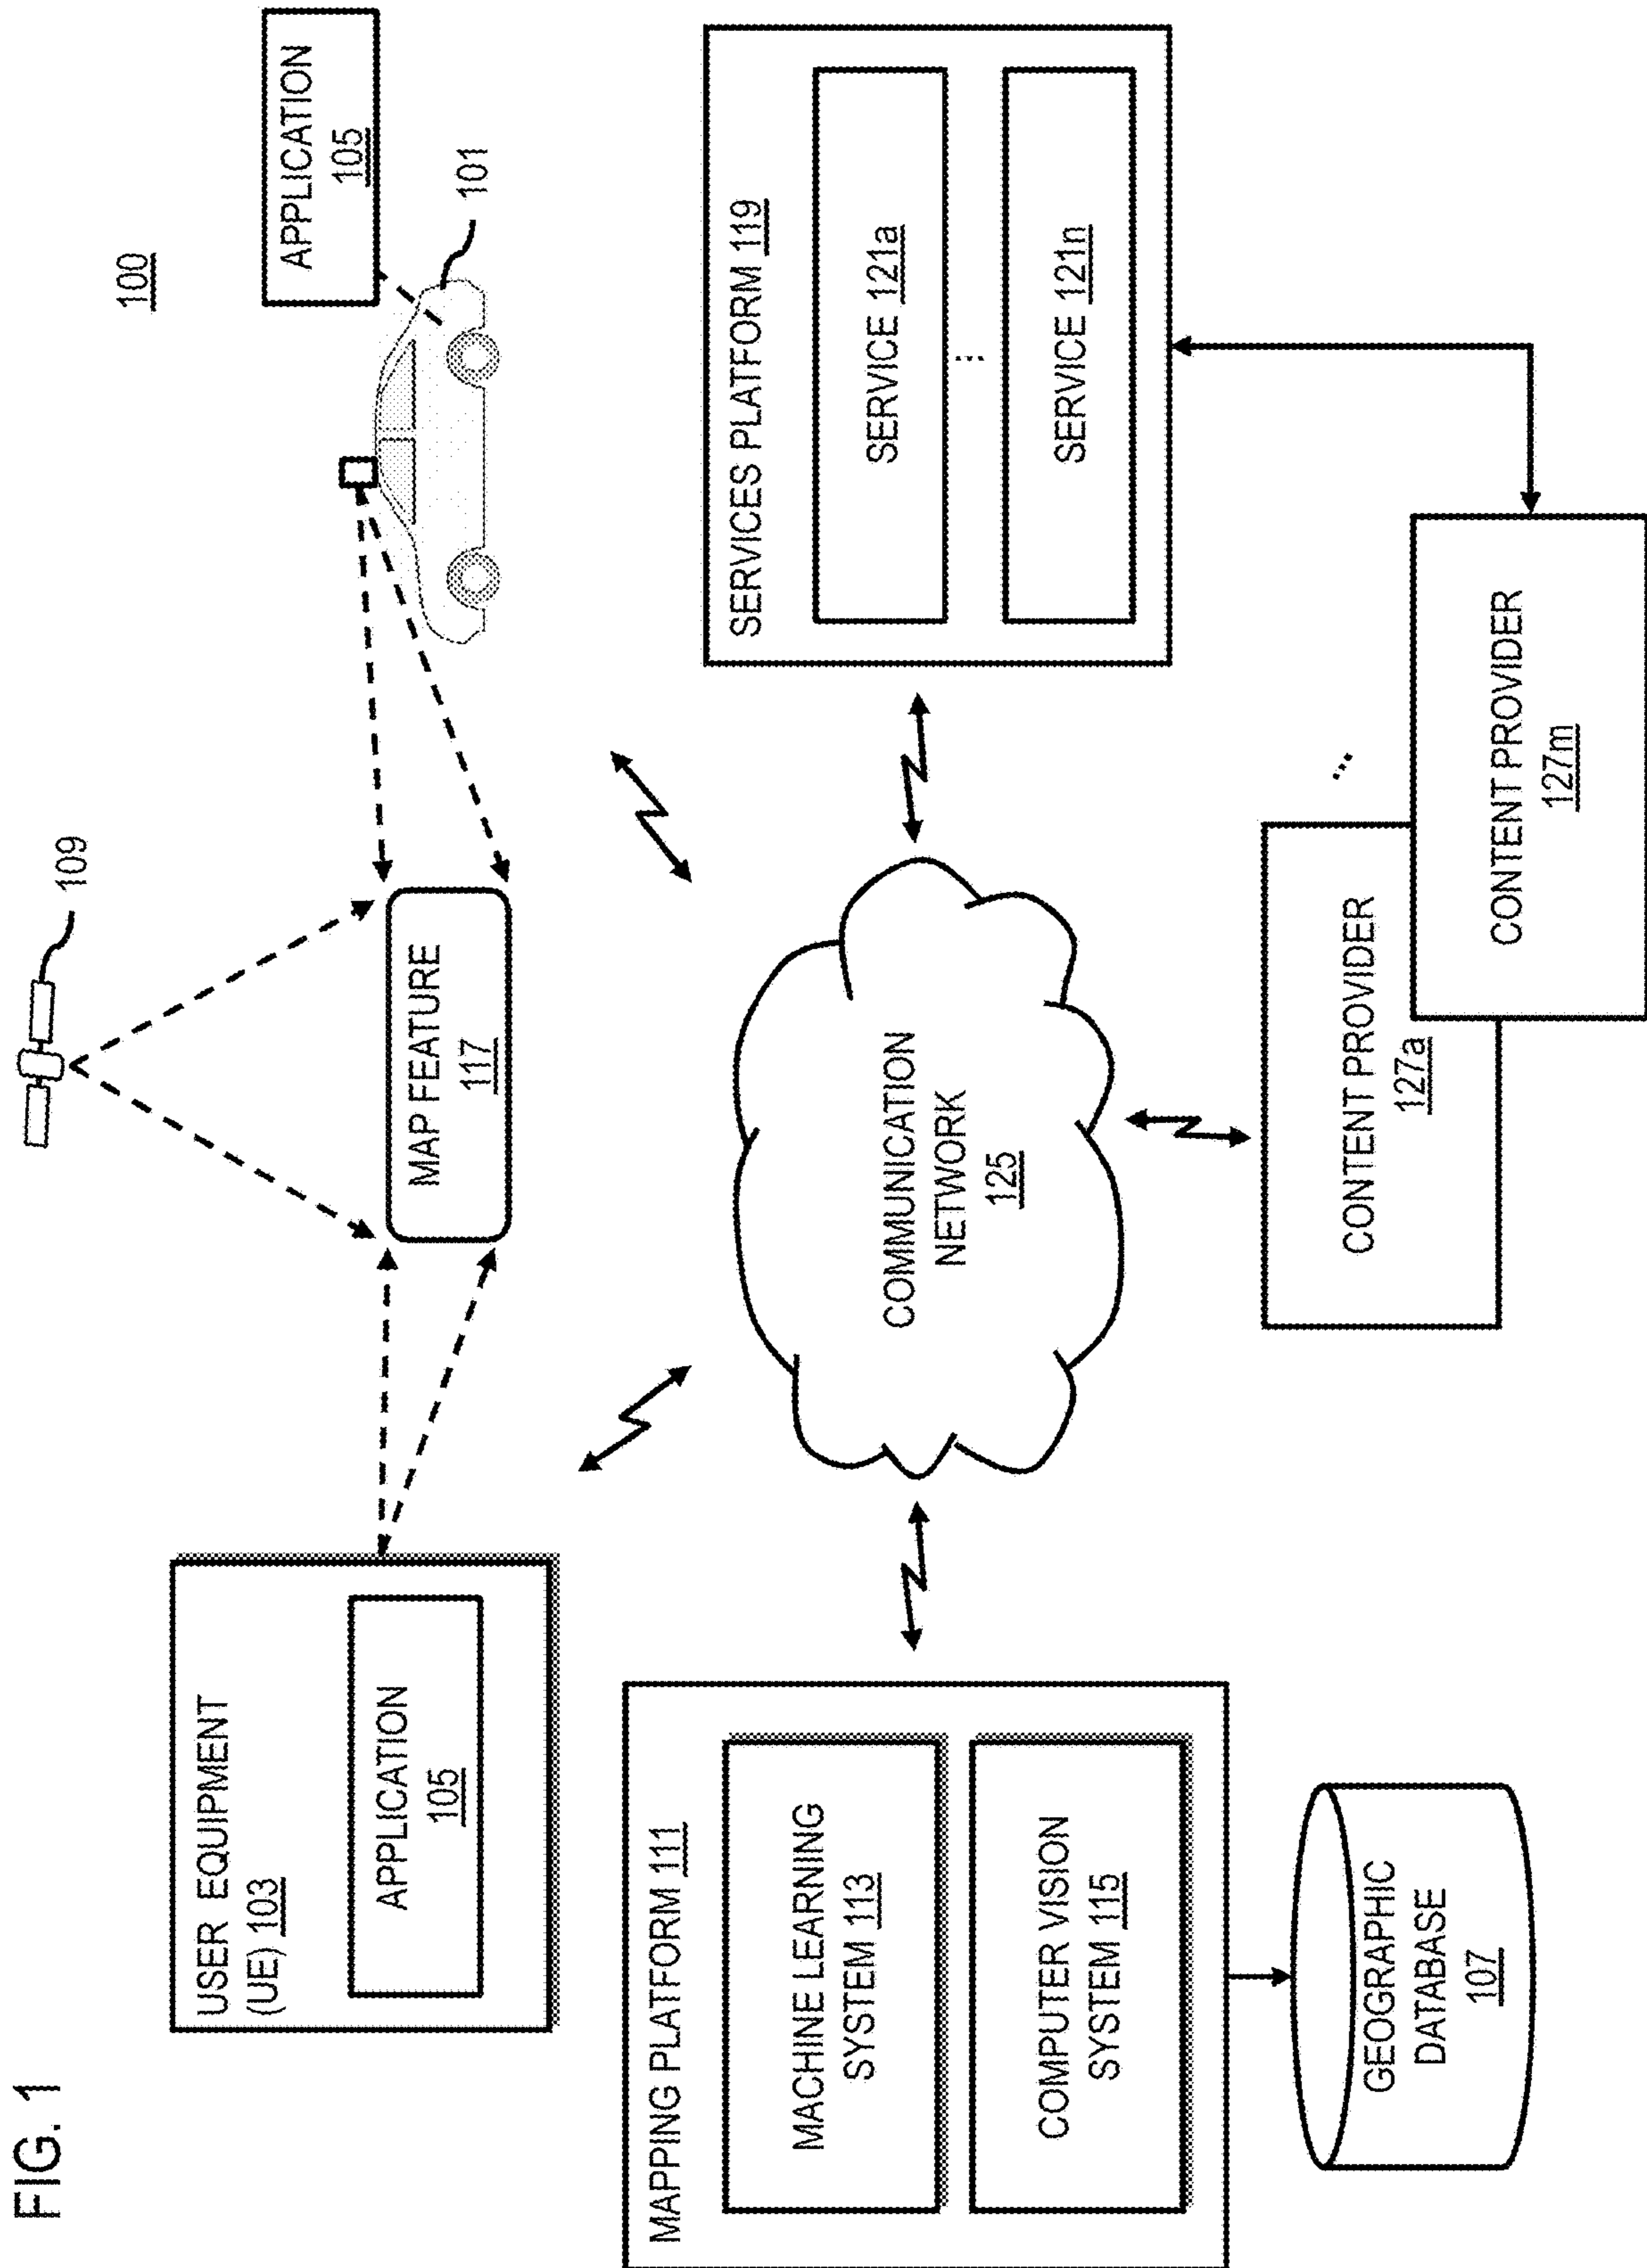 FIG. 1
100
109
USER EQUIPMENT
(UE) 103
APPLICATION
105
MAP FEATURE
117
APPLICATION
105
101
MAPPING PLATFORM 111
MACHINE LEARNING
SYSTEM 113
COMPUTER VISION
SYSTEM 115
GEOGRAPHIC
DATABASE
107
COMMUNICATION
NETWORK
125
SERVICES PLATFORM 119
SERVICE 121a
...
SERVICE 121n
CONTENT PROVIDER
127a
...
CONTENT PROVIDER
127m